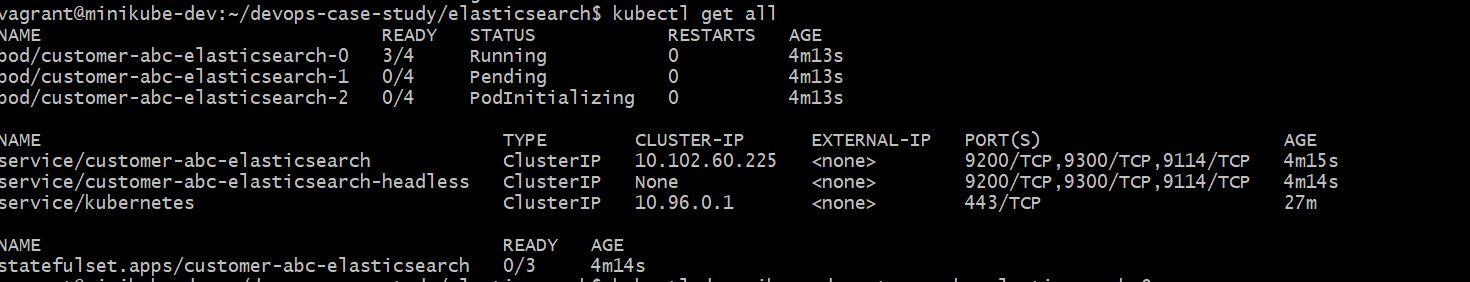 vagrant@minikube-dev:~/devops-case-study/elasticsearch$ kubectl get all
NAME READY STATUS RESTARTS AGE
pod/customer-abc-elasticsearch-0 3/4 Running 0 4m13s
pod/customer-abc-elasticsearch-1 0/4 Pending 0 4m13s
pod/customer-abc-elasticsearch-2 0/4 PodInitializing 0 4m13s
NAME TYPE CLUSTER-IP EXTERNAL-IP PORT(S) AGE
service/customer-abc-elasticsearch ClusterIP 10.102.60.225 <none> 9200/TCP,9300/TCP,9114/TCP 4m15s
service/customer-abc-elasticsearch-headless ClusterIP None <none> 9200/TCP,9300/TCP,9114/TCP 4m14s
service/kubernetes ClusterIP 10.96.0.1 <none> 443/TCP 27m
NAME READY AGE
statefulset.apps/customer-abc-elasticsearch 0/3 4m14s